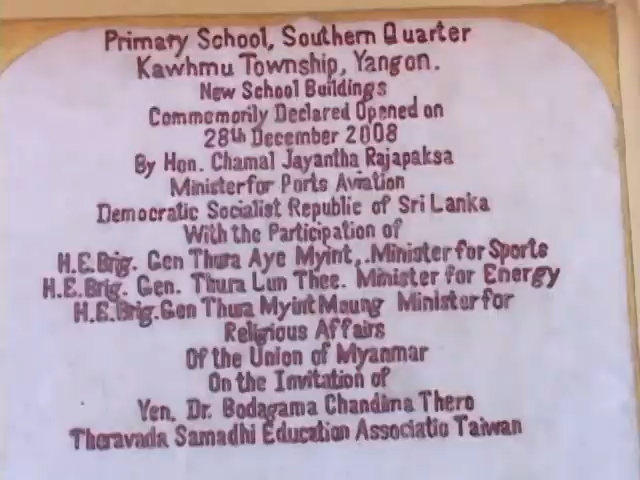 Primary School, Southern Quarter
Kawhmu Township, Yangon.
New School Buildings
Commemorily Declared Opened on
28th December 2008
By Hon. Chamal Jayantha Rajapaksa
Minister for Ports Aviation
Democratic Socialist Republic of Sri Lanka
With the Participation of
H.E.Brig. Gen Thura Aye Myint,.Minister for Sports
H.E.Brig. Gen. Thura Lun Thee. Minister for Energy
H.E.Brig.Gen Thura Myint Moung Minister for
Religious Affairs
Of the Union of Myanmar
On the Invitation of
Yen. Dr. Bodagama Chandima Thero
Theravada Samadhi Education Associatio Taiwan